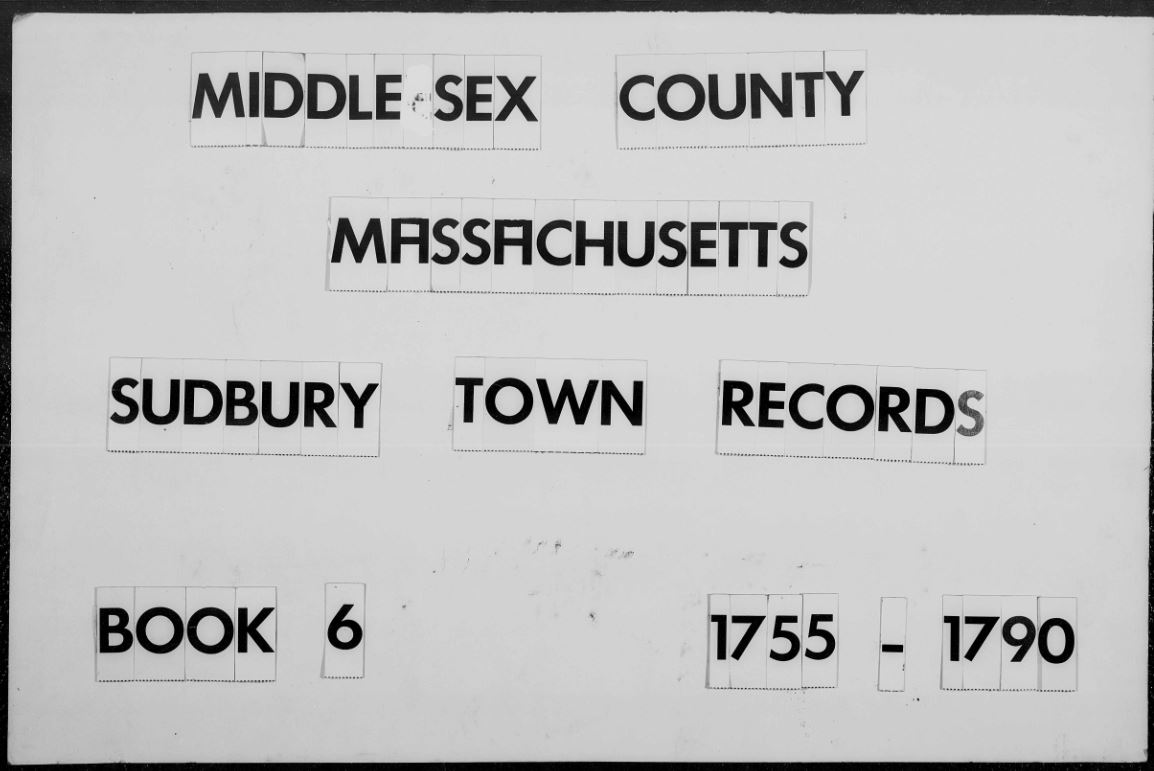 MIDDLE SEX COUNTY
MASSACHUSETTS
SUDBURY TOWN RECORDS
BOOK 6 1755 - 1790